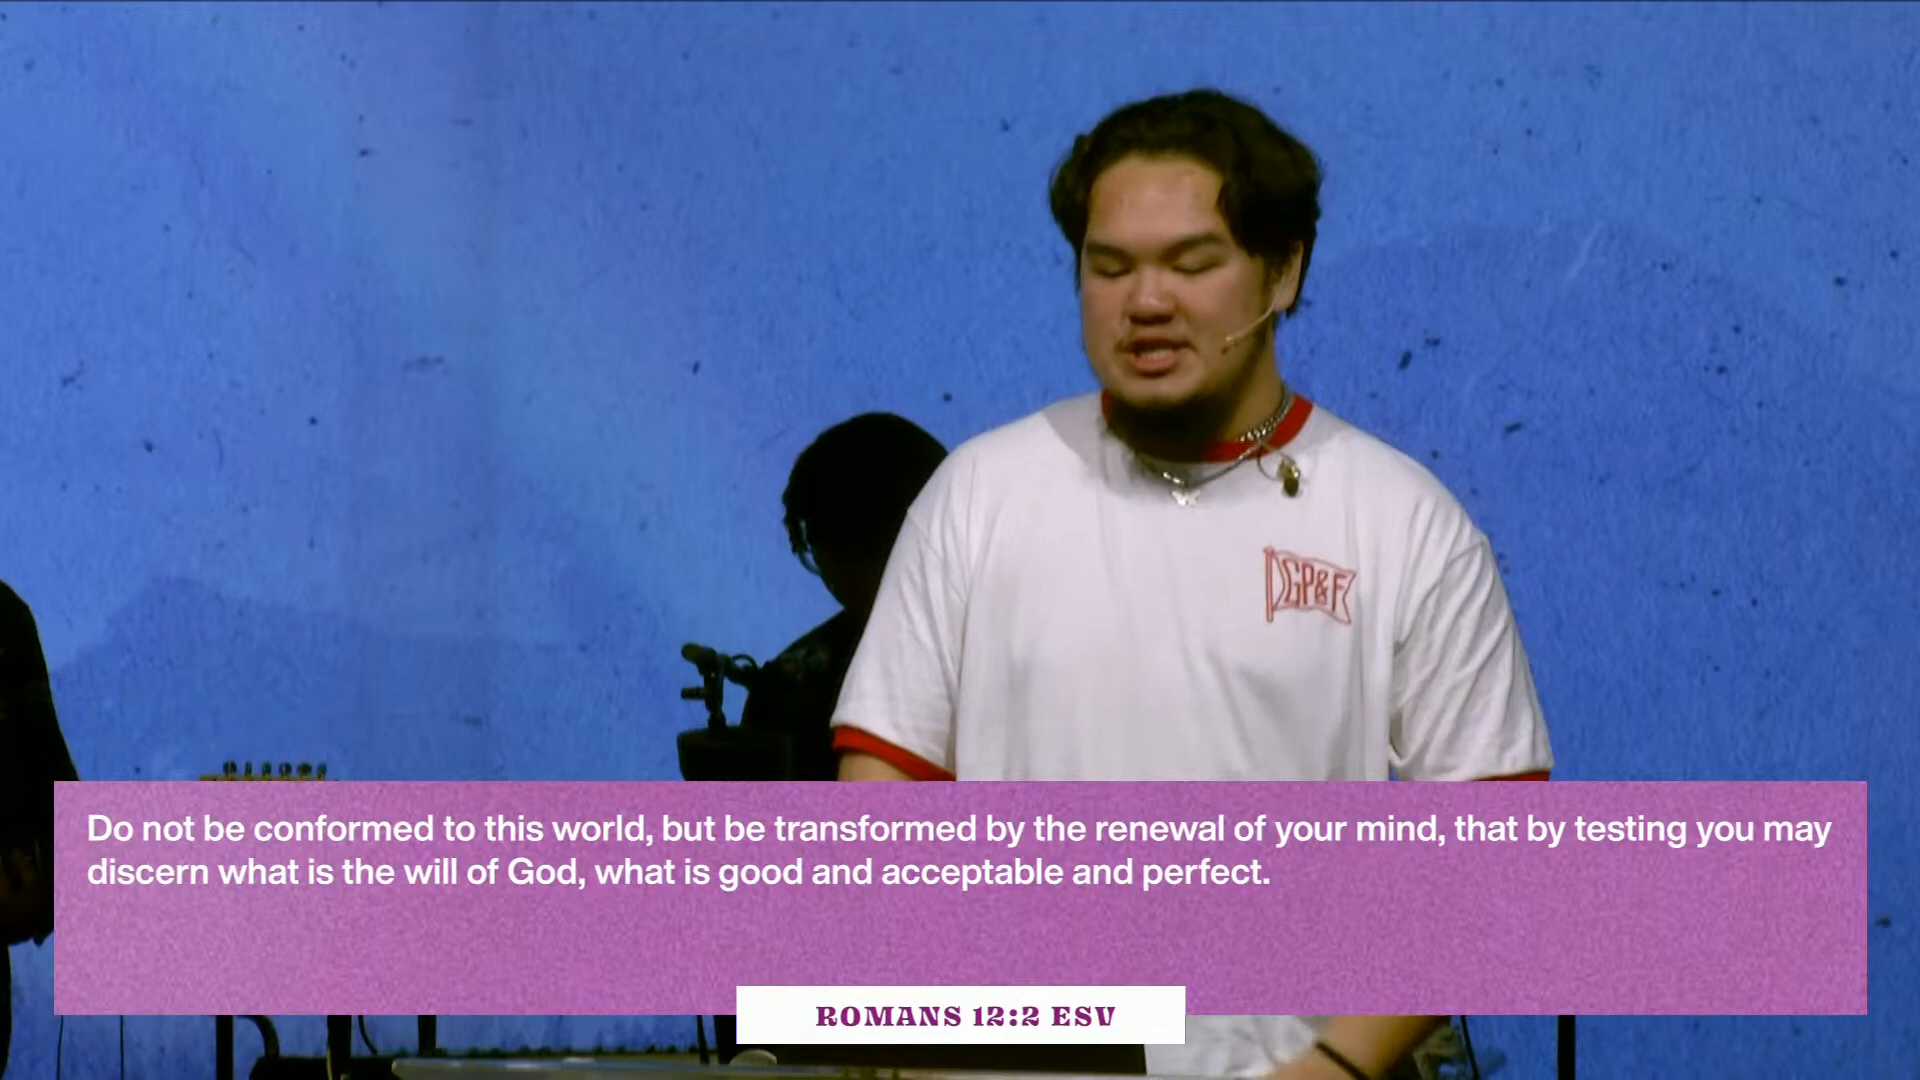 GP&F
Do not be conformed to this world, but be transformed by the renewal of your mind, that by testing you may
discern what is the will of God, what is good and acceptable and perfect.
ROMANS 12:2 ESV